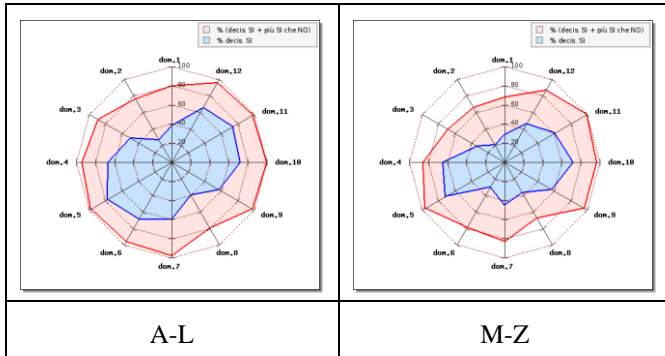 % (decis. SI + più SI che NO)
% decis. SI
dom.1
100
80
60
40
20
dom.2
dom.3
dom.4
dom.5
dom.6
dom.7
dom.8
dom.9
dom.10
dom.11
dom.12
% (decis. SI + più SI che NO)
% decis. SI
dom.1
100
80
60
40
20
dom.2
dom.3
dom.4
dom.5
dom.6
dom.7
dom.8
dom.9
dom.10
dom.11
dom.12
A-L
M-Z